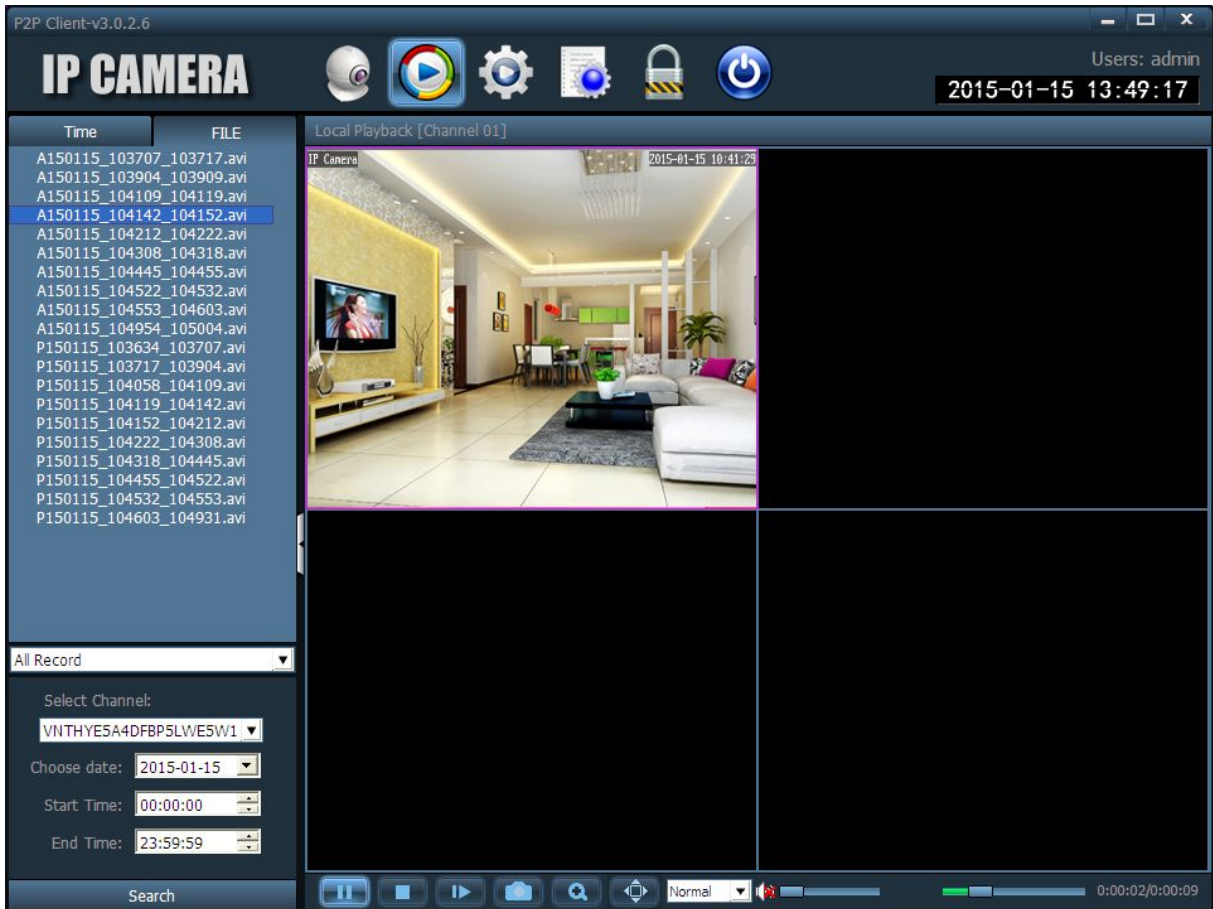 P2P Client-v3.0.2.6
IP CAMERA
Users: admin
2015-01-15 13:49:17
Time
FILE
A150115_103707_103717.avi
A150115_103904_103909.avi
A150115_104109_104119.avi
A150115_104142_104152.avi
A150115_104212_104222.avi
A150115_104308_104318.avi
A150115_104445_104455.avi
A150115_104522_104532.avi
A150115_104553_104603.avi
A150115_104954_105004.avi
P150115_103634_103707.avi
P150115_103717_103904.avi
P150115_104058_104109.avi
P150115_104119_104142.avi
P150115_104152_104212.avi
P150115_104222_104308.avi
P150115_104318_104445.avi
P150115_104455_104522.avi
P150115_104532_104553.avi
P150115_104603_104931.avi
All Record
Select Channel:
VNTHYE5A4DFBP5LWE5W1
Choose date: 2015-01-15
Start Time: 00:00:00
End Time: 23:59:59
Search
Local Playback [Channel 01]
IP Camera
2015-01-15 10:41:29
Normal
0:00:02/0:00:09